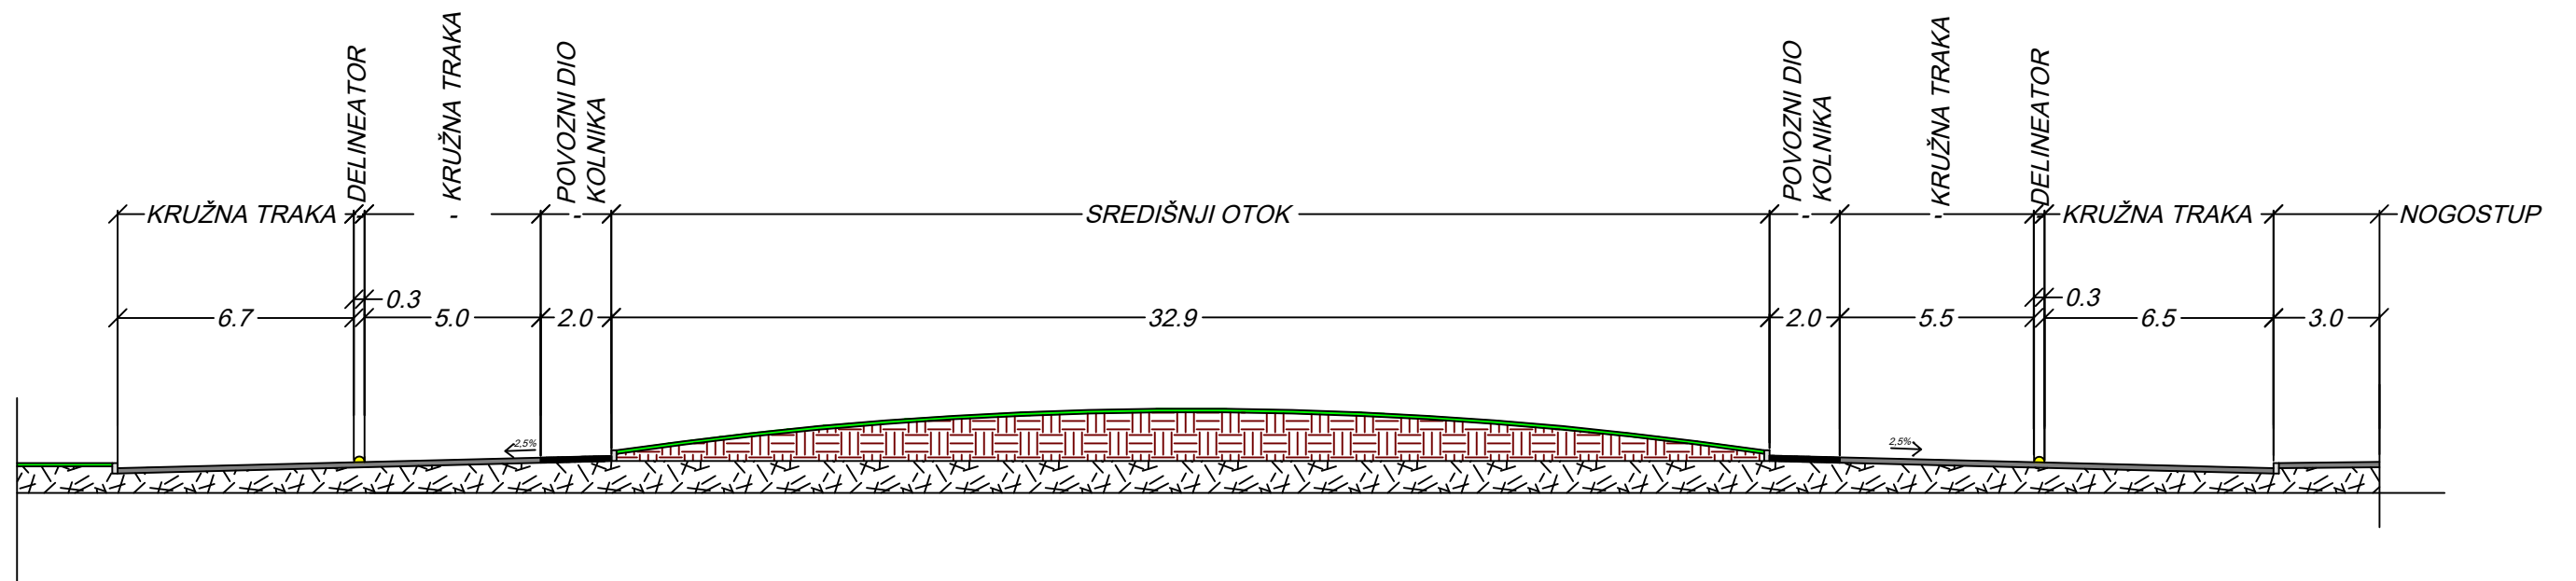 DELINEATOR
-
KRUŽNA TRAKA
-
POVOZNI DIO
KOLNIKA
-
POVOZNI DIO
KOLNIKA
-
KRUŽNA TRAKA
-
DELINEATOR
-
KRUŽNA TRAKA
SREDIŠNJI OTOK
KRUŽNA TRAKA
NOGOSTUP
0.3
0.3
6.7
5.0
2.0
32.9
2.0
5.5
6.5
3.0
2,5%
2,5%